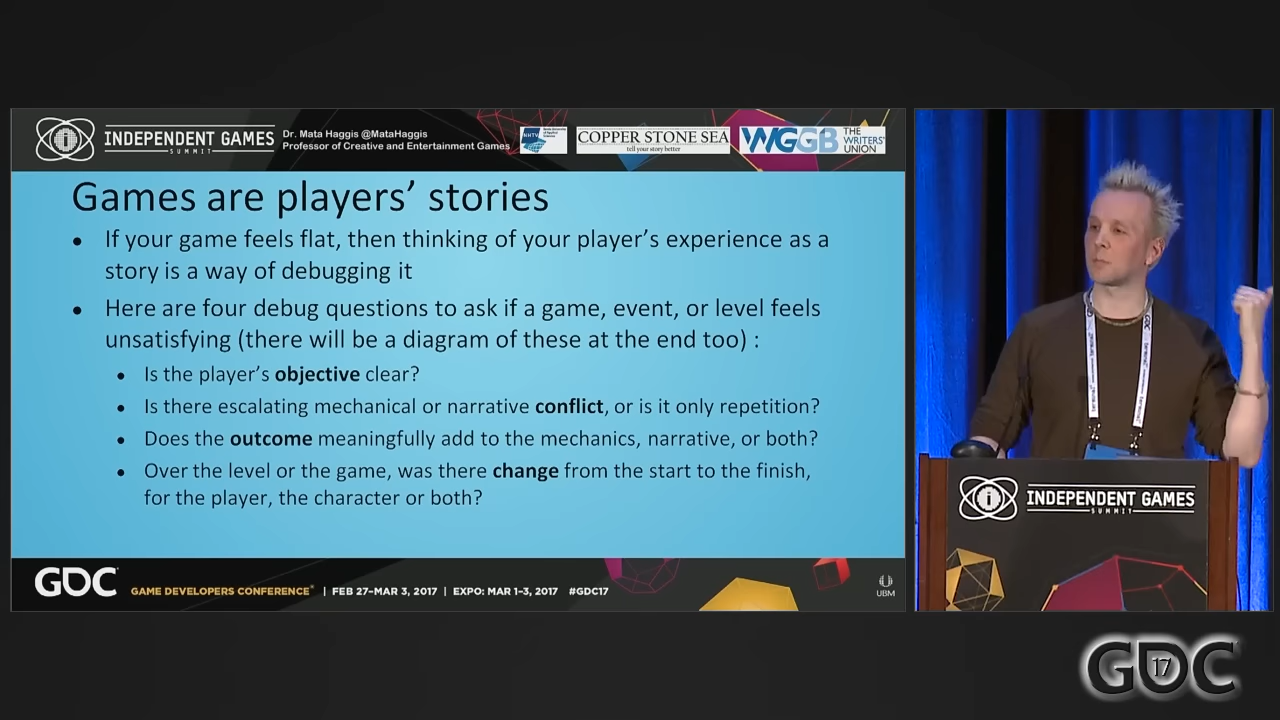 INDEPENDENT GAMES
SUMMIT
Dr. Mata Haggis @MataHaggis
Professor of Creative and Entertainment Games
NHTV
COPPER STONE SEA
tell your story better
WGGB THE WRITERS' UNION
Games are players’ stories
• If your game feels flat, then thinking of your player’s experience as a
story is a way of debugging it
• Here are four debug questions to ask if a game, event, or level feels
unsatisfying (there will be a diagram of these at the end too) :
• Is the player’s objective clear?
• Is there escalating mechanical or narrative conflict, or is it only repetition?
• Does the outcome meaningfully add to the mechanics, narrative, or both?
• Over the level or the game, was there change from the start to the finish,
for the player, the character or both?
GDC GAME DEVELOPERS CONFERENCE® | FEB 27–MAR 3, 2017 | EXPO: MAR 1–3, 2017 #GDC17
UBM
INDEPENDENT GAMES
SUMMIT
GDC 17